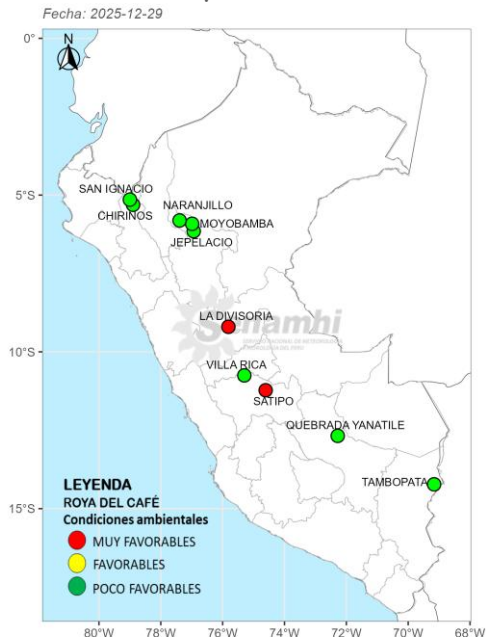 Fecha: 2025-12-29
N
0°
SAN IGNACIO
NARANJILLO
5°S
CHIRINOS
MOYOBAMBA
JEPELACIO
LA DIVISORIA
Senamhi
10°S
VILLA RICA
SATIPO
QUEBRADA YANATILE
TAMBOPATA
LEYENDA
ROYA DEL CAFÉ
15°S
Condiciones ambientales
MUY FAVORABLES
FAVORABLES
POCO FAVORABLES
80°W 78°W 76°W 74°W 72°W 70°W 68°W